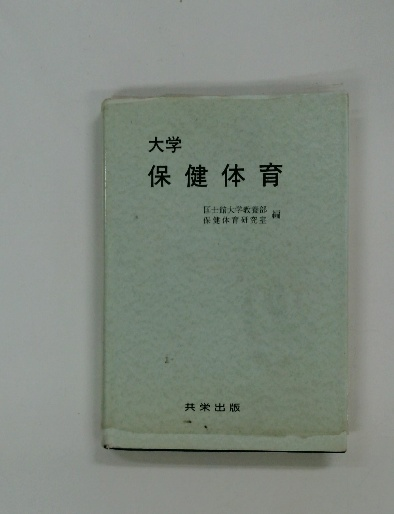 大学
保健体育
国士舘大学教養部
保健体育研究室 編
共栄出版